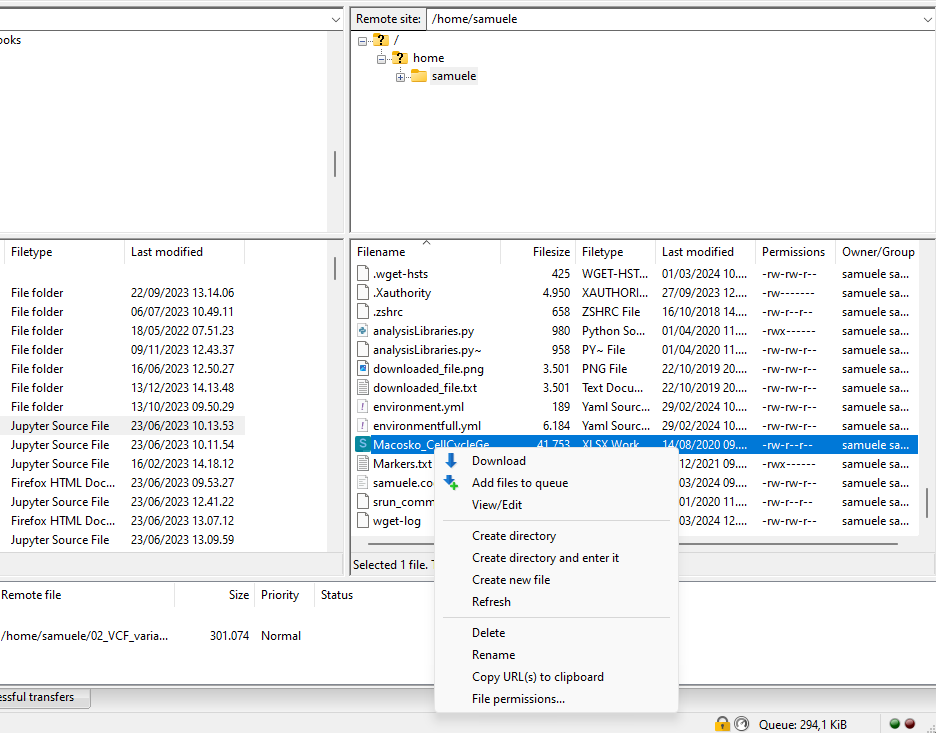 Remote site: /home/samuele
ooks
/
home
samuele
Filetype Last modified
File folder 22/09/2023 13.14.06
File folder 06/07/2023 10.49.11
File folder 18/05/2022 07.51.23
File folder 09/11/2023 12.43.37
File folder 16/06/2023 12.50.27
File folder 13/12/2023 14.13.48
File folder 13/10/2023 09.50.29
Jupyter Source File 23/06/2023 10.13.53
Jupyter Source File 23/06/2023 10.11.54
Jupyter Source File 16/02/2023 14.18.12
Firefox HTML Doc... 23/06/2023 09.53.27
Jupyter Source File 23/06/2023 12.41.22
Firefox HTML Doc... 23/06/2023 13.07.12
Jupyter Source File 23/06/2023 13.09.59
Filename Filesize Filetype Last modified Permissions Owner/Group
.wget-hsts 425 WGET-HST... 01/03/2024 10.... -rw-rw-r-- samuele sa...
.Xauthority 4.950 XAUTHORI... 27/09/2023 12.... -rw------- samuele sa...
.zshrc 658 ZSHRC File 16/10/2018 14.... -rw-r--r-- samuele sa...
analysisLibraries.py 980 Python So... 01/04/2020 11.... -rwx------ samuele sa...
analysisLibraries.py~ 958 PY~ File 01/04/2020 11.... -rw-rw-r-- samuele sa...
downloaded_file.png 3.501 PNG File 22/10/2019 20.... -rw-rw-r-- samuele sa...
downloaded_file.txt 3.501 Text Docu... 22/10/2019 20.... -rw-rw-r-- samuele sa...
environment.yml 189 Yaml Sourc... 29/02/2024 10.... -rw-rw-r-- samuele sa...
environmentfull.yml 6.184 Yaml Sourc... 29/02/2024 10.... -rw-rw-r-- samuele sa...
Macosko_CellCycleGe... 41.753 XLSX Work... 14/08/2020 09.... -rw-r--r-- samuele sa...
Markers.txt /12/2021 09.... -rwx------ samuele sa...
samuele.co /03/2024 09.... -rw-rw-r-- samuele sa...
srun_comm /01/2020 11.... -rw-rw-r-- samuele sa...
wget-log /03/2024 12.... -rw-rw-r-- samuele sa...
Selected 1 file.
Download
Add files to queue
View/Edit
Create directory
Create directory and enter it
Create new file
Refresh
Delete
Rename
Copy URL(s) to clipboard
File permissions...
Remote file Size Priority Status
/home/samuele/02_VCF_varia... 301.074 Normal
essful transfers
Queue: 294,1 KiB